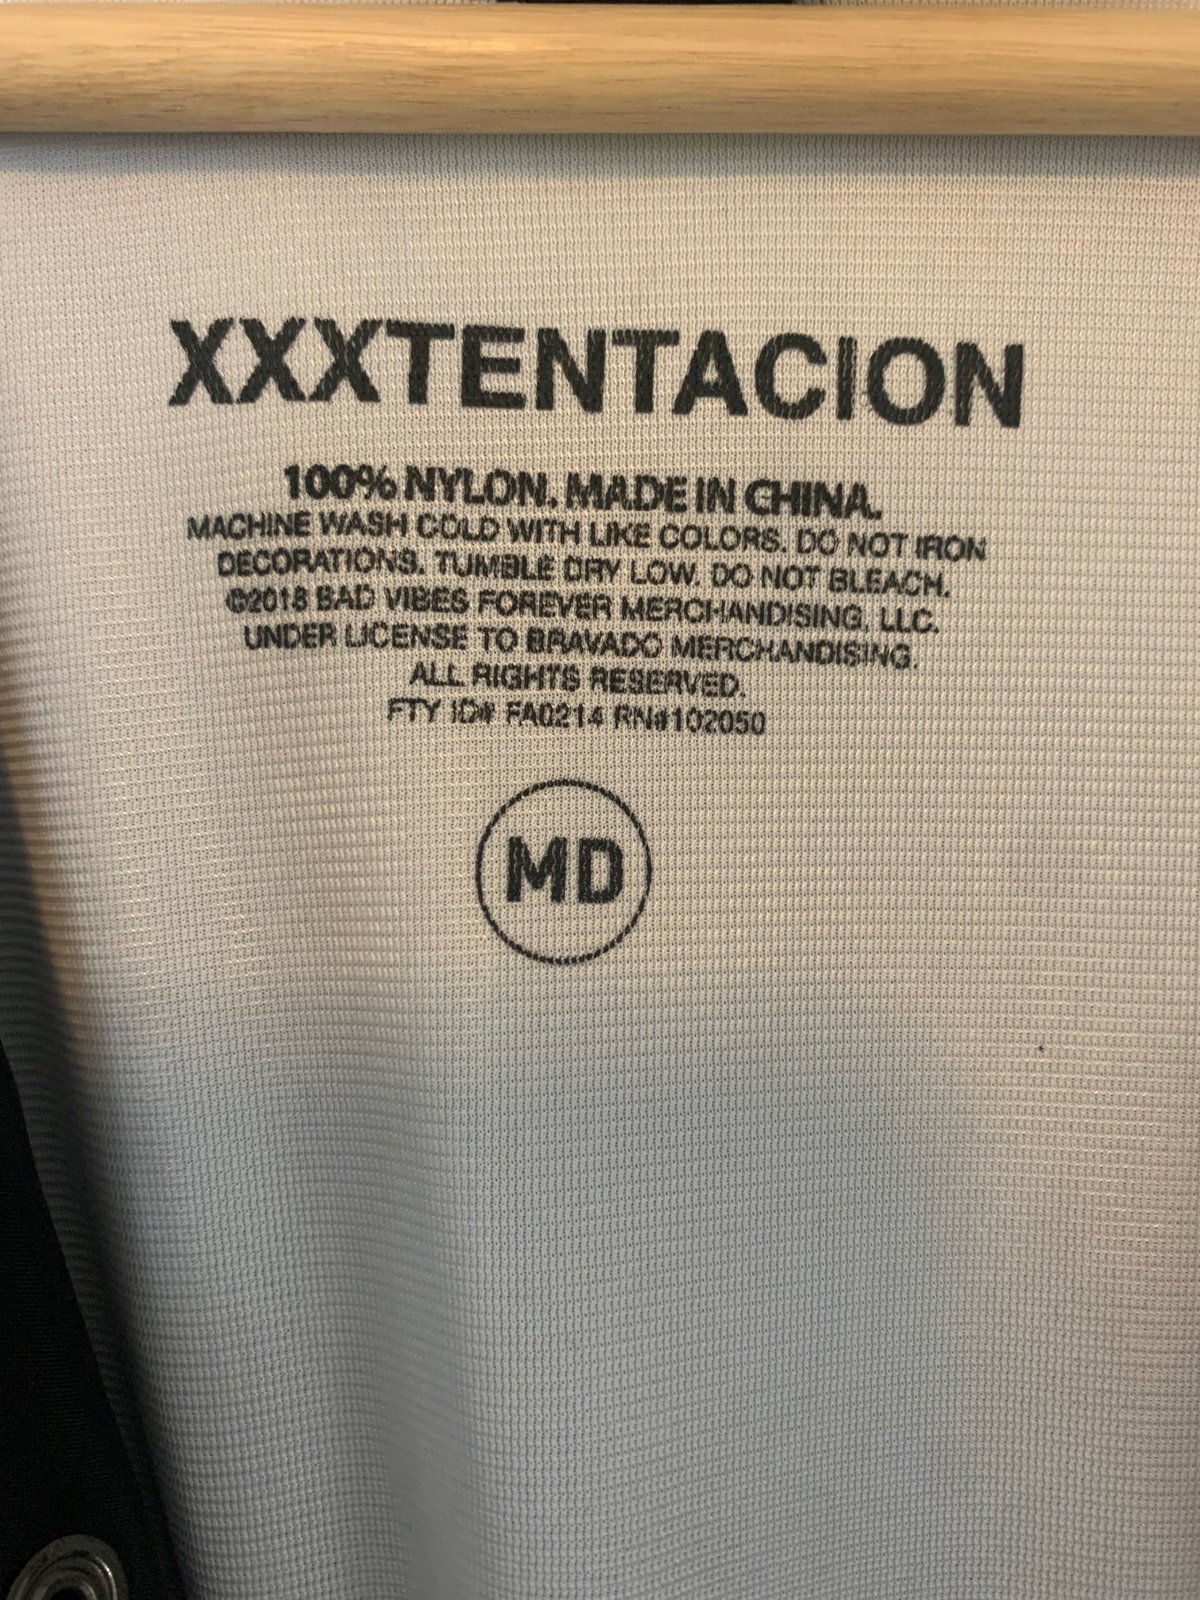 XXXTENTACION
100% NYLON. MADE IN CHINA.
MACHINE WASH COLD WITH LIKE COLORS. DO NOT IRON
DECORATIONS. TUMBLE DRY LOW. DO NOT BLEACH.
©2018 BAD VIBES FOREVER MERCHANDISING, LLC.
UNDER LICENSE TO BRAVADO MERCHANDISING.
ALL RIGHTS RESERVED.
FTY ID# FA0214 RN#102050
MD